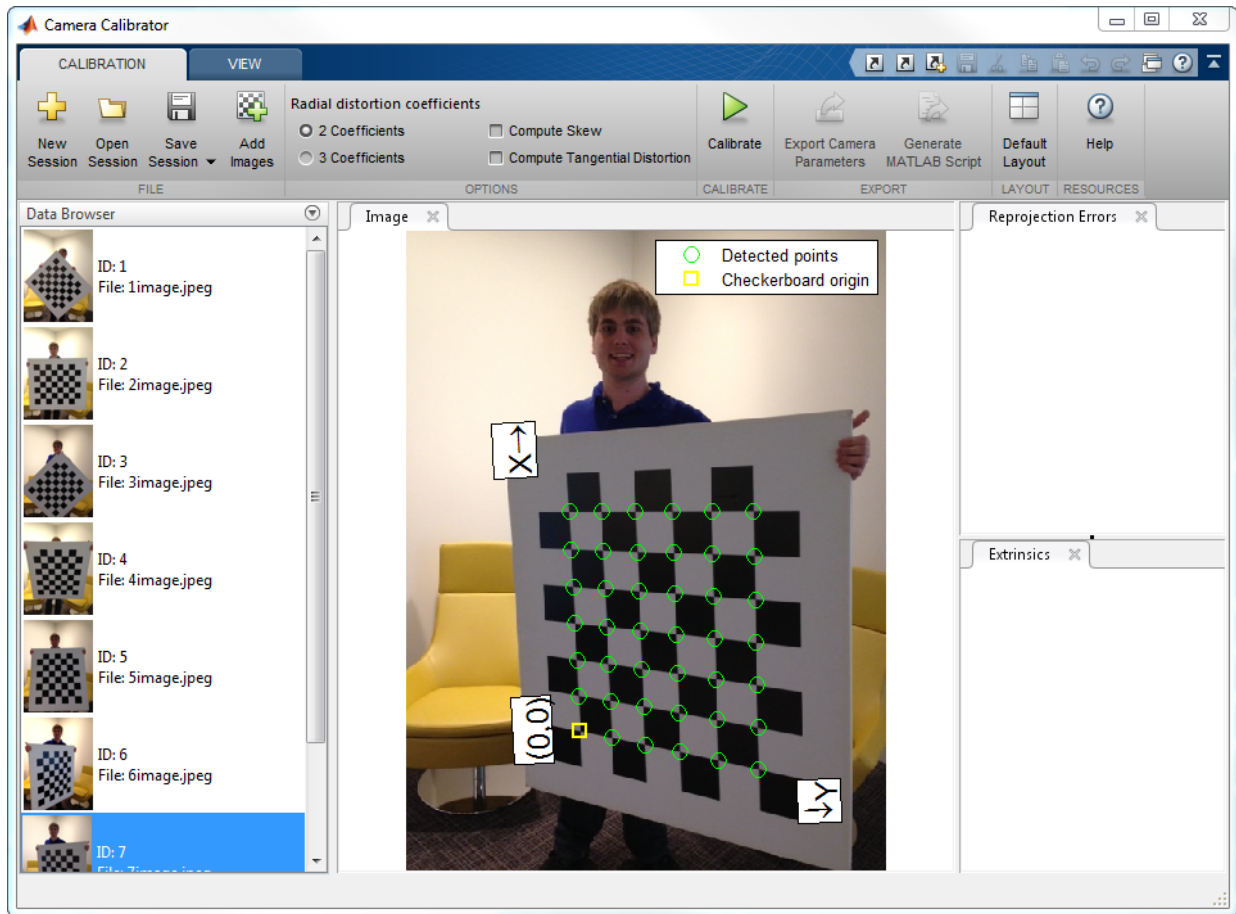 Camera Calibrator
CALIBRATION VIEW
Radial distortion coefficients
2 Coefficients Compute Skew
3 Coefficients Compute Tangential Distortion
New Session
Open Session
Save Session
Add Images
Calibrate
Export Camera Parameters
Generate MATLAB Script
Default Layout
Help
FILE OPTIONS CALIBRATE EXPORT LAYOUT RESOURCES
Data Browser
ID: 1
File: 1image.jpeg
ID: 2
File: 2image.jpeg
ID: 3
File: 3image.jpeg
ID: 4
File: 4image.jpeg
ID: 5
File: 5image.jpeg
ID: 6
File: 6image.jpeg
ID: 7
File: 7image.jpeg
Image
Detected points
Checkerboard origin
X→
(0,0)
↓Y
Reprojection Errors
Extrinsics